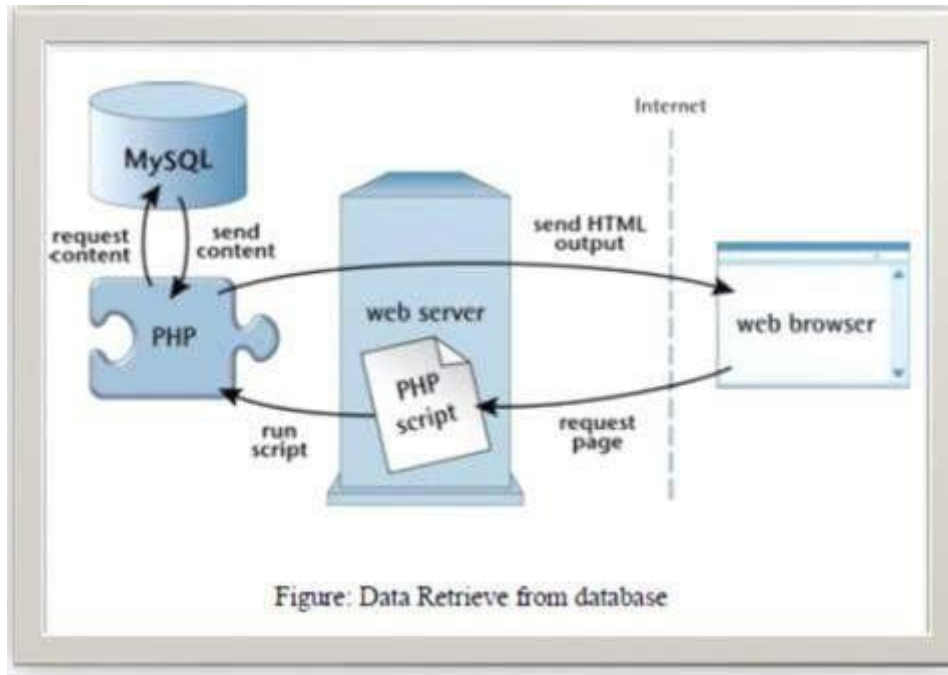 Internet
MySQL
request
content
send
content
send HTML
output
PHP
web server
web browser
PHP
script
run
script
request
page
Figure: Data Retrieve from database